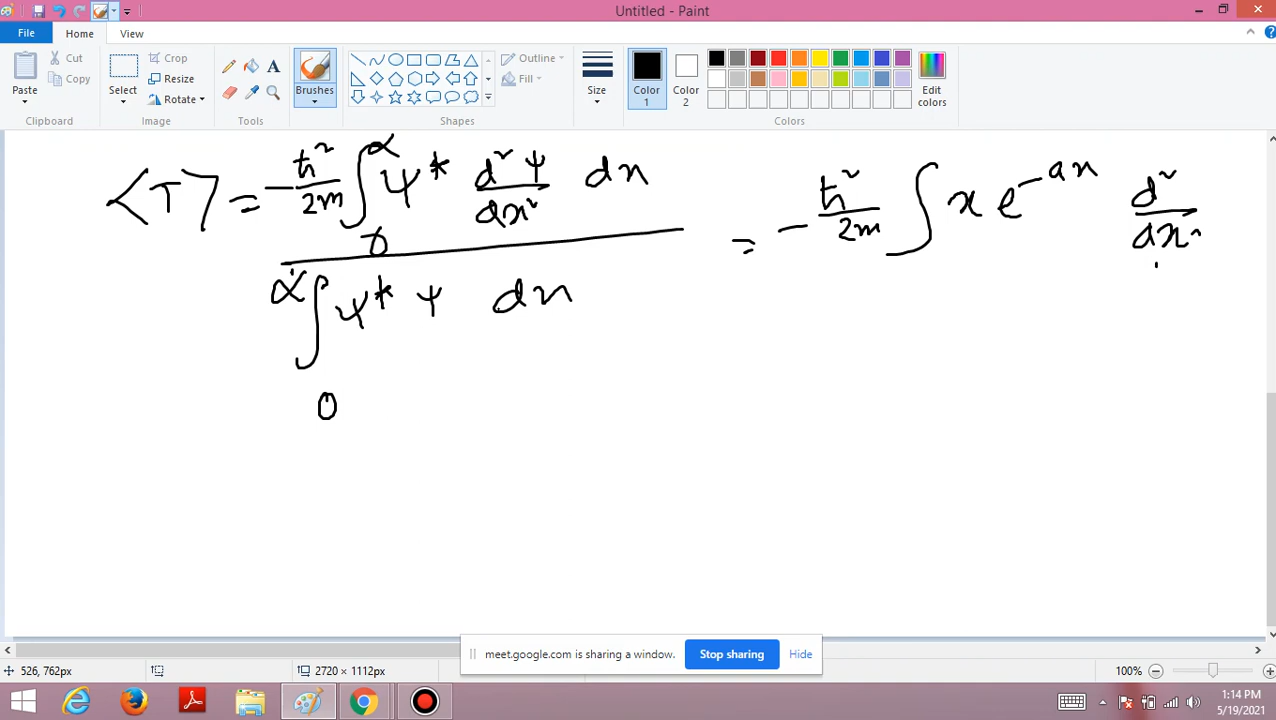 Untitled - Paint
File Home View
Paste Cut Copy Select Crop Resize Rotate A Brushes Outline Fill Size Color 1 Color 2 Edit colors
Clipboard Image Tools Shapes Colors
<T> = -ħ²/2m ∫ ψ* d²ψ/dx² dx = -ħ²/2m ∫ x e^-ax d²/dx²
α 0
α ∫ ψ* ψ dx
0
meet.google.com is sharing a window. Stop sharing Hide
526, 762px 2720 × 1112px 100%
1:14 PM
5/19/2021